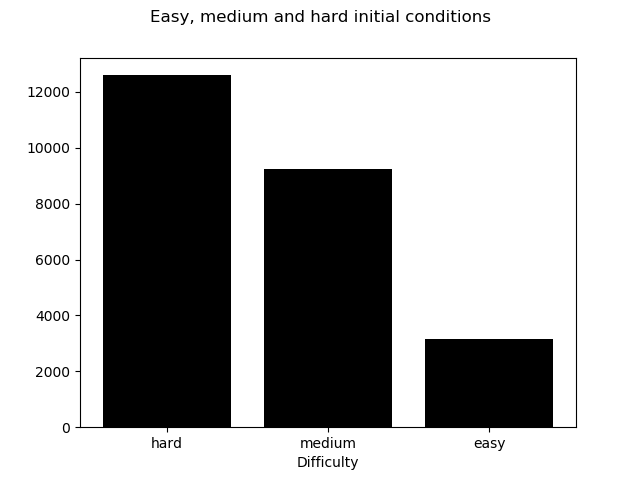 Easy, medium and hard initial conditions
12000
10000
8000
6000
4000
2000
0
hard medium easy
Difficulty